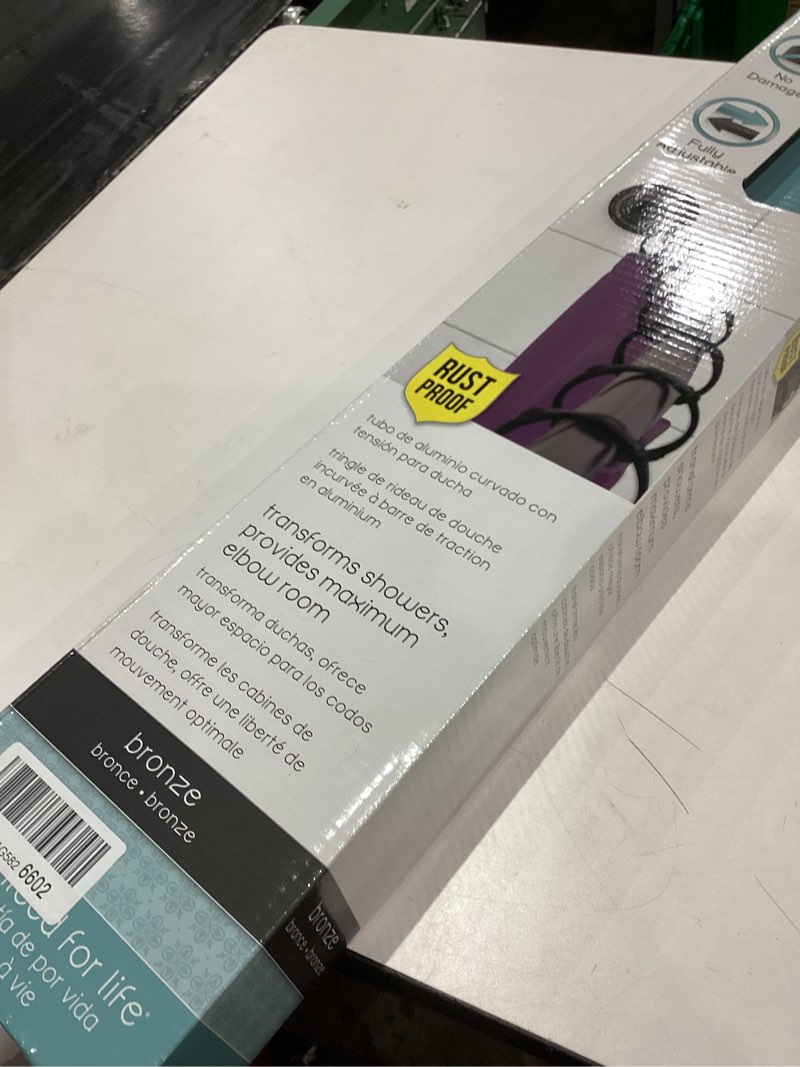 No
Damage
Fully
Adjustable
RUST
PROOF
tubo de aluminio curvado con
tensión para ducha
tringle de rideau de douche
incurvée à barre de traction
en aluminium
transforms showers,
provides maximum
elbow room
transforma duchas, ofrece
mayor espacio para los codos
transforme les cabines de
douche, offre une liberté de
mouvement optimale
bronze
bronce • bronze
6602
for life*
de por vida
à vie
bronze
bronce • bronze